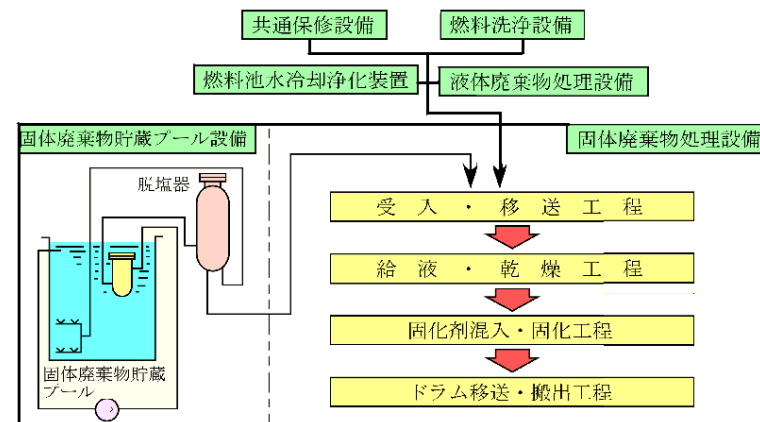 共通保修設備
燃料洗浄設備
燃料池水冷却浄化装置
液体廃棄物処理設備
固体廃棄物貯蔵プール設備
固体廃棄物処理設備
脱塩器
受入・移送工程
給液・乾燥工程
固化剤混入・固化工程
ドラム移送・搬出工程
固体廃棄物貯蔵
プール